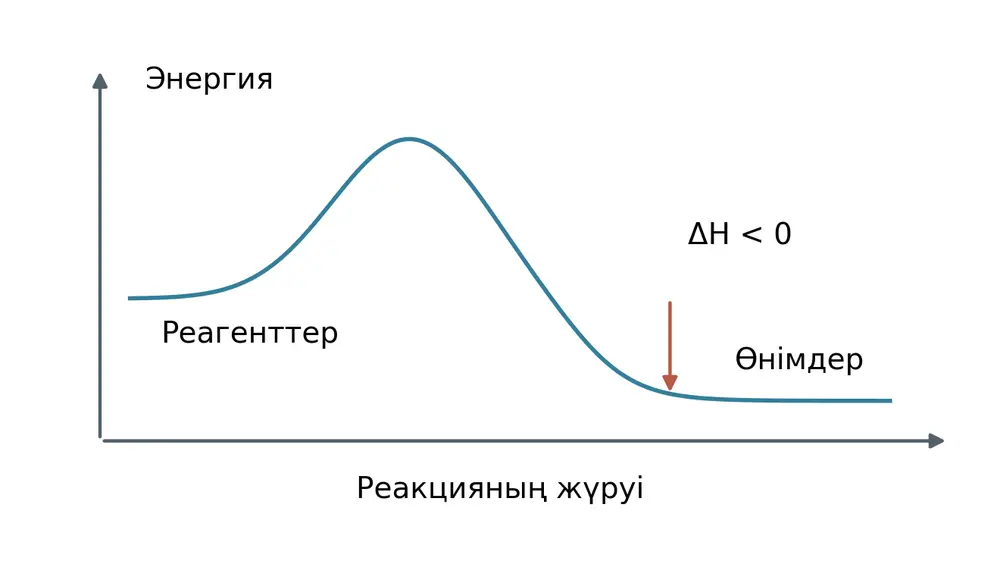 Энергия
ΔH < 0
Реагенттер
Өнімдер
Реакцияның жүруі